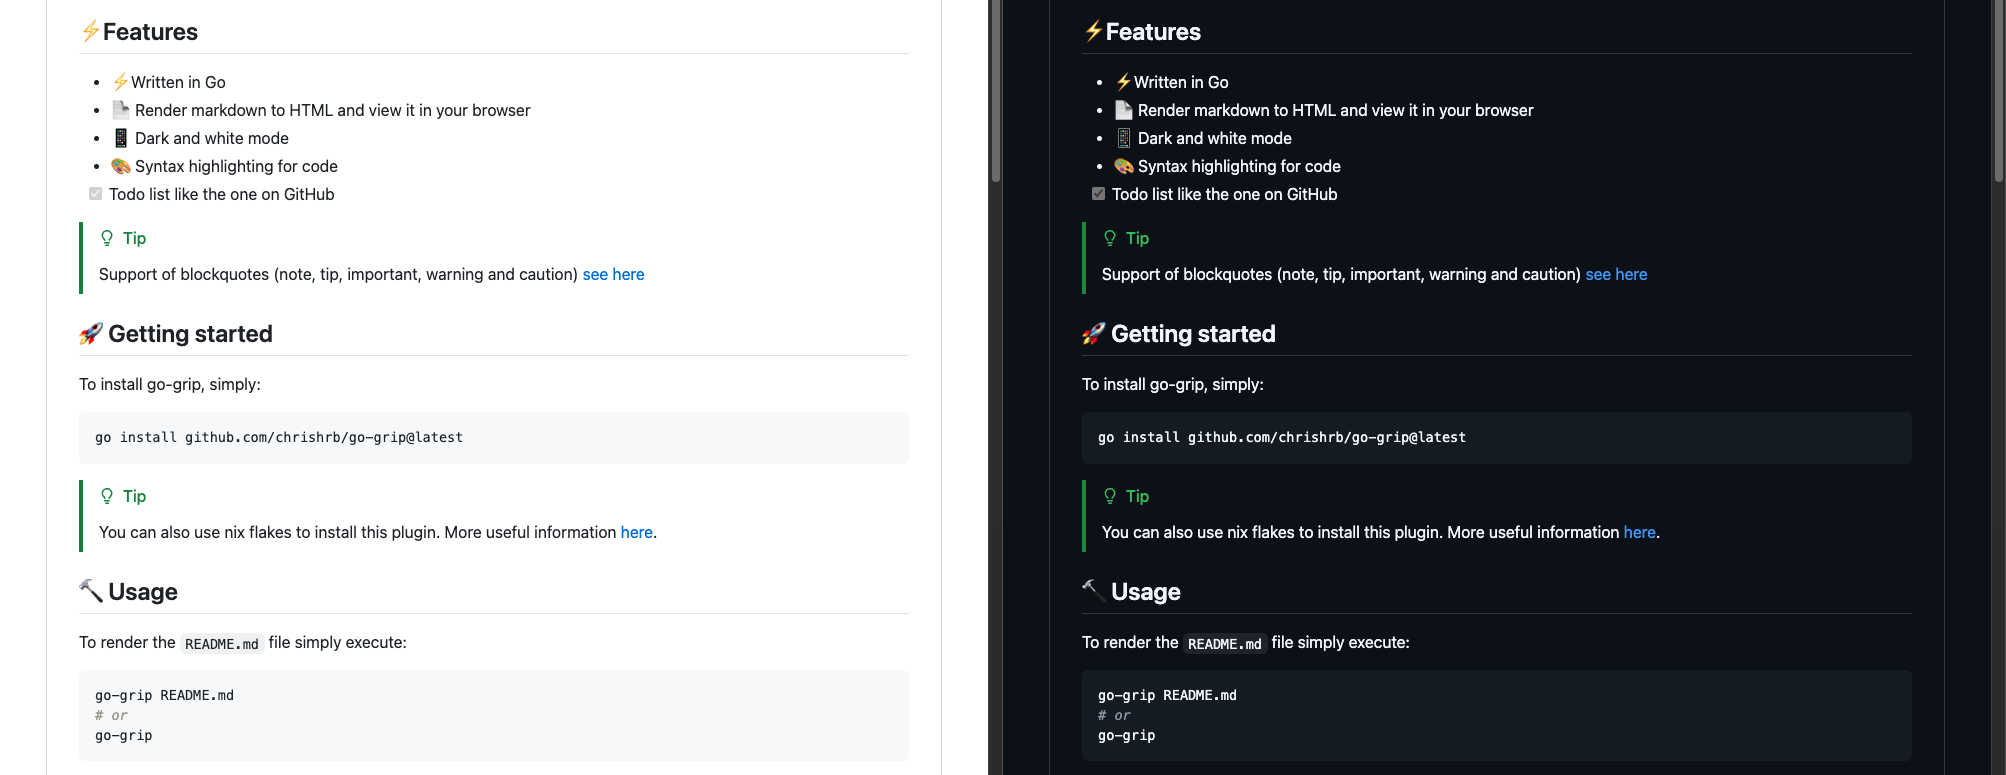 ⚡Features
⚡Written in Go
📄 Render markdown to HTML and view it in your browser
📱 Dark and white mode
🎨 Syntax highlighting for code
Todo list like the one on GitHub
Tip
Support of blockquotes (note, tip, important, warning and caution) see here
🚀 Getting started
To install go-grip, simply:
go install github.com/chrishrb/go-grip@latest
Tip
You can also use nix flakes to install this plugin. More useful information here.
🔨 Usage
To render the README.md file simply execute:
go-grip README.md
# or
go-grip
⚡Features
⚡Written in Go
📄 Render markdown to HTML and view it in your browser
📱 Dark and white mode
🎨 Syntax highlighting for code
Todo list like the one on GitHub
Tip
Support of blockquotes (note, tip, important, warning and caution) see here
🚀 Getting started
To install go-grip, simply:
go install github.com/chrishrb/go-grip@latest
Tip
You can also use nix flakes to install this plugin. More useful information here.
🔨 Usage
To render the README.md file simply execute:
go-grip README.md
# or
go-grip